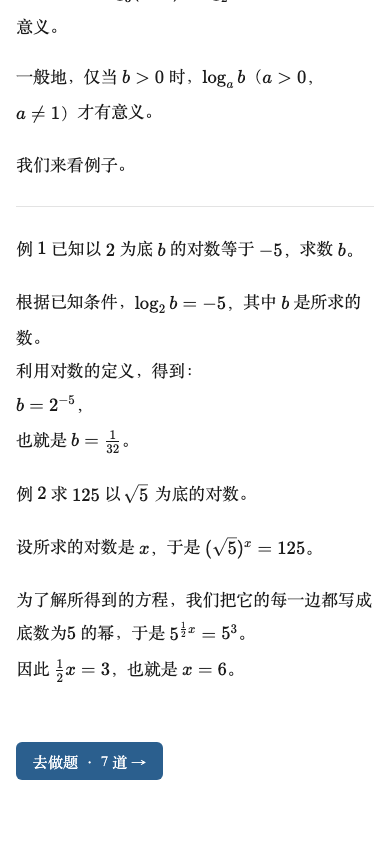 意义。
一般地，仅当 b > 0 时，logₐ b（a > 0，
a ≠ 1）才有意义。
我们来看例子。
例 1 已知以 2 为底 b 的对数等于 −5，求数 b。
根据已知条件，log₂ b = −5，其中 b 是所求的
数。
利用对数的定义，得到：
b = 2⁻⁵，
也就是 b = 1/32。
例 2 求 125 以 √5 为底的对数。
设所求的对数是 x，于是 (√5)ˣ = 125。
为了解所得到的方程，我们把它的每一边都写成
底数为5 的幂，于是 5^(1/2 x) = 5³。
因此 1/2 x = 3，也就是 x = 6。
去做题 · 7 道 →